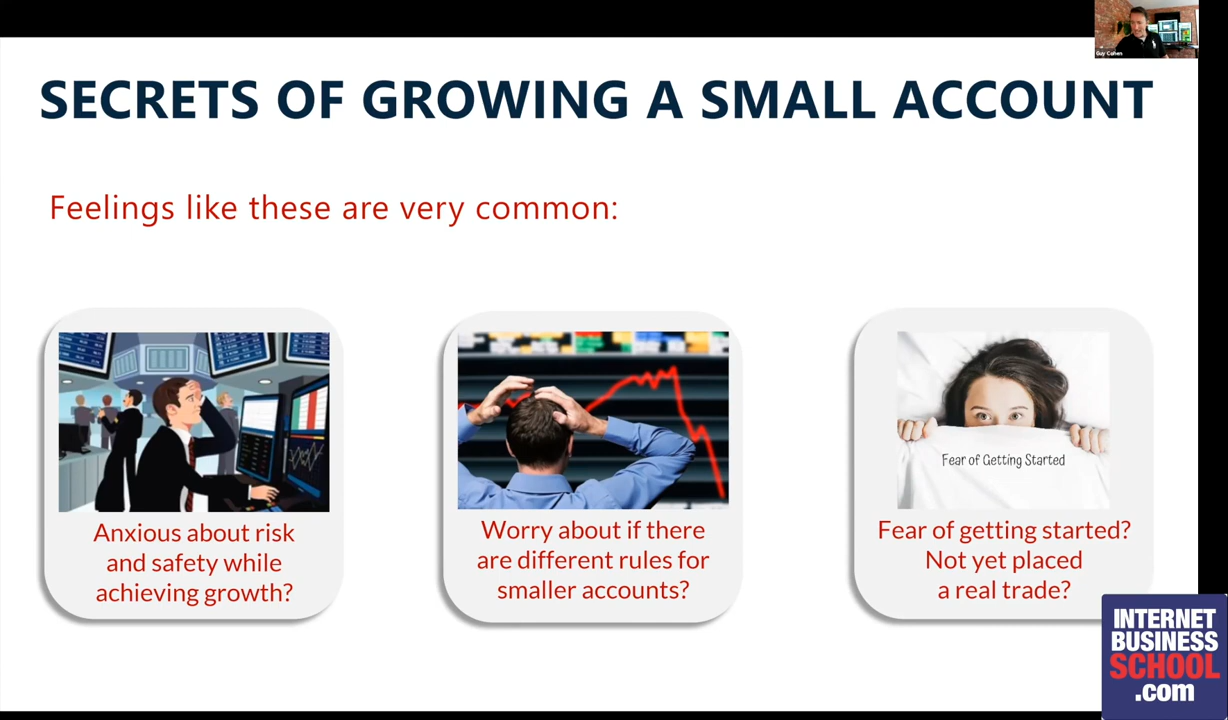 Guy Cohen
SECRETS OF GROWING A SMALL ACCOUNT
Feelings like these are very common:
Anxious about risk
and safety while
achieving growth?
Worry about if there
are different rules for
smaller accounts?
Fear of Getting Started
Fear of getting started?
Not yet placed
a real trade?
INTERNET
BUSINESS
SCHOOL
.com